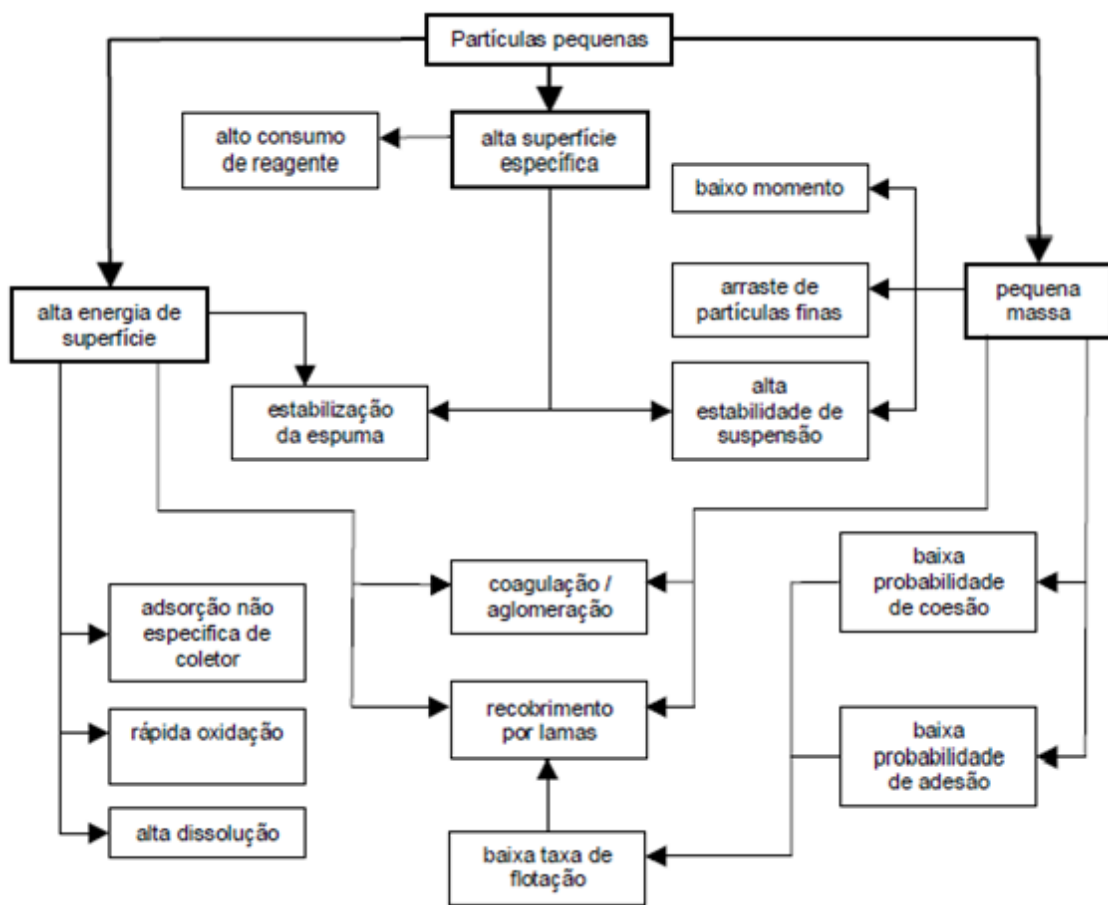 Partículas pequenas
alto consumo
de reagente
alta superfície
específica
baixo momento
alta energia de
superfície
arraste de
partículas finas
pequena
massa
estabilização
da espuma
alta
estabilidade de
suspensão
adsorção não
especifica de
coletor
coagulação /
aglomeração
baixa
probabilidade
de coesão
rápida oxidação
recobrimento
por lamas
baixa
probabilidade
de adesão
alta dissolução
baixa taxa de
flotação